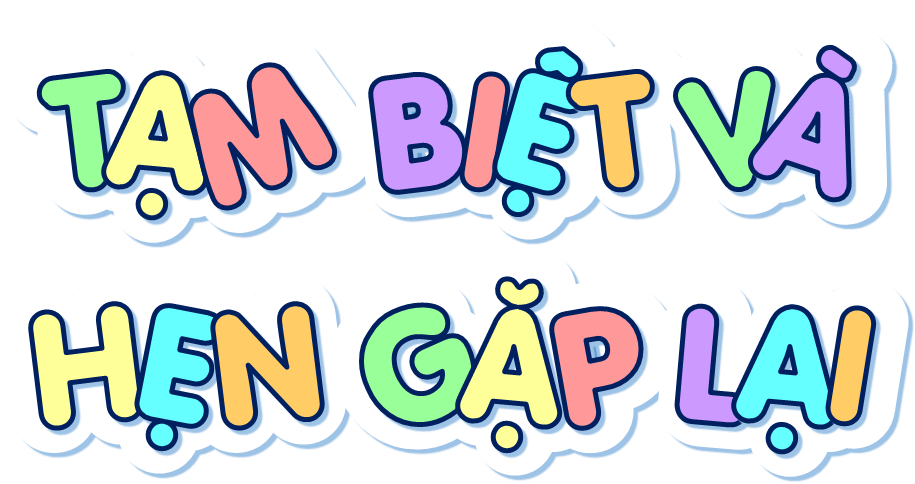 TẠM BIỆT VÀ
HẸN GẶP LẠI